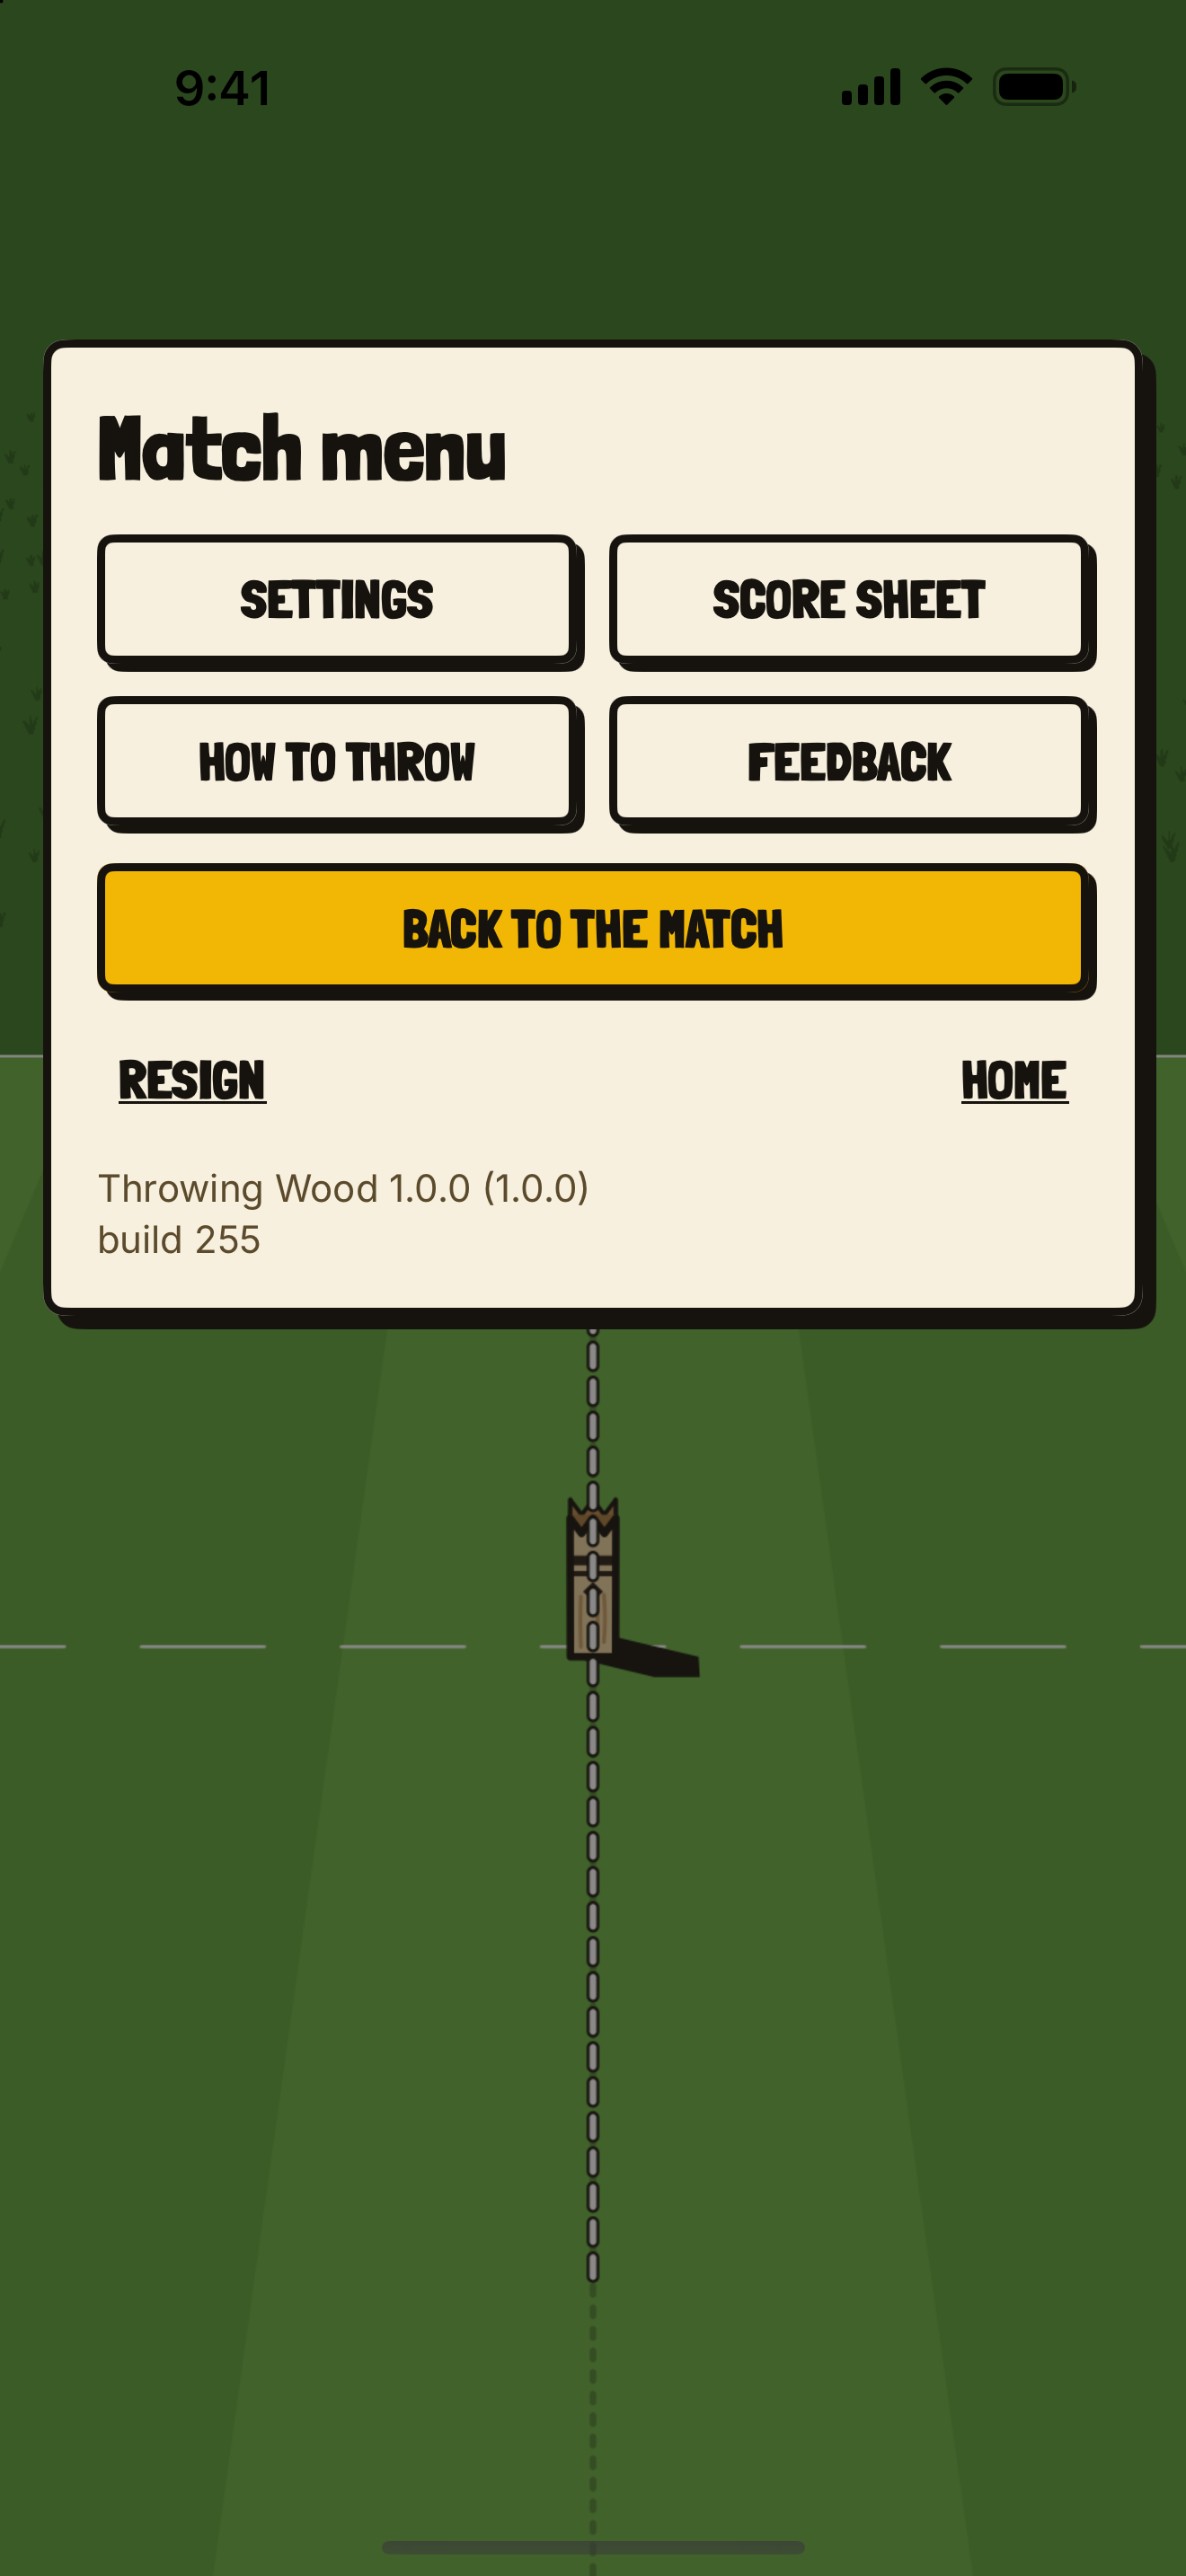 9:41
Match menu
SETTINGS
SCORE SHEET
HOW TO THROW
FEEDBACK
BACK TO THE MATCH
RESIGN
HOME
Throwing Wood 1.0.0 (1.0.0)
build 255